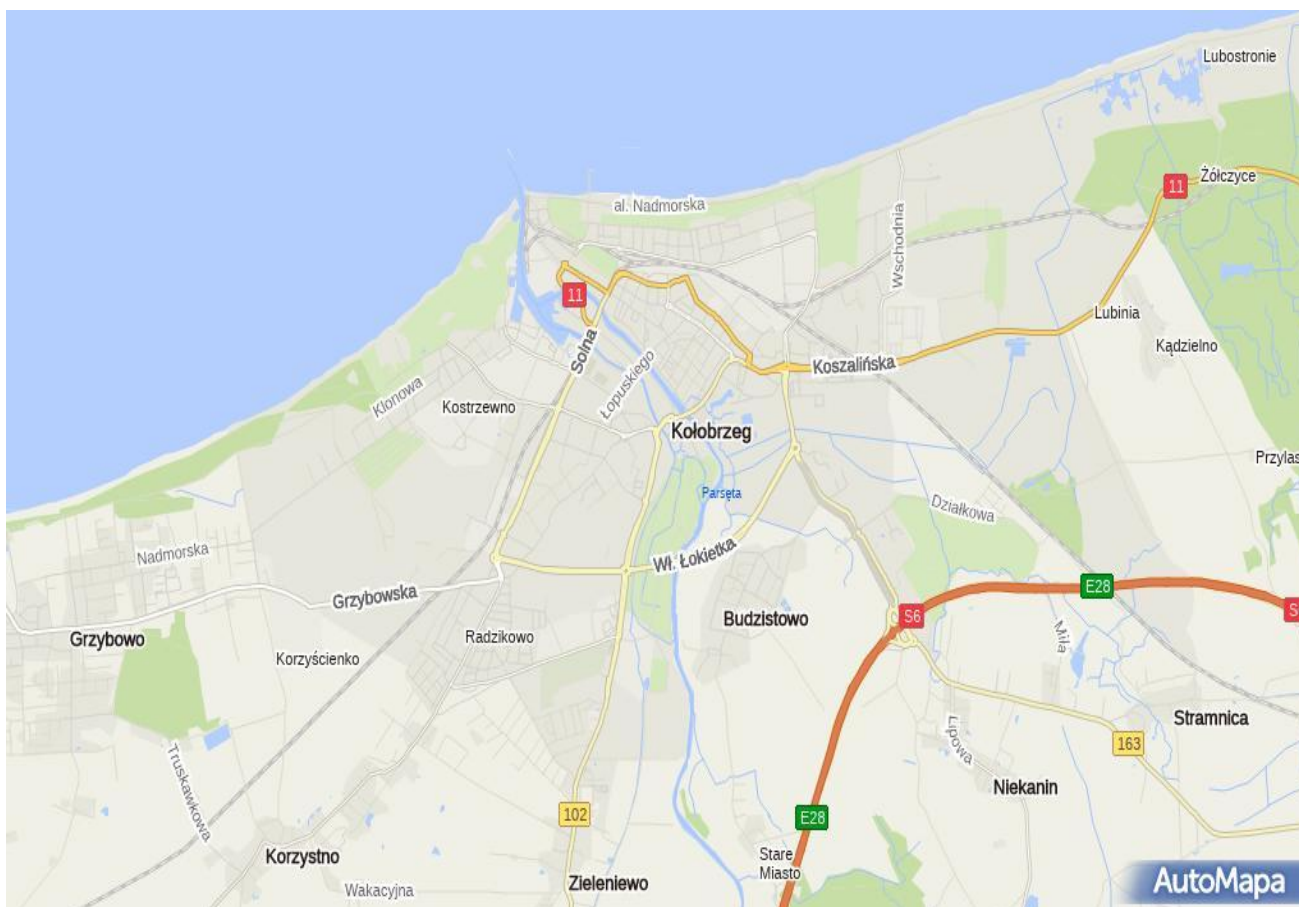 Lubostronie
Żółczyce
11
al. Nadmorska
Wschodnia
11
Lubinia
Solna
Kądzielno
Koszalińska
Łopuskiego
Klonowa
Kostrzewno
Kołobrzeg
Przylas
Parsęta
Działkowa
Nadmorska
Wł. Łokietka
E28
Grzybowska
S6
S
Budzistowo
Grzybowo
Radzikowo
Miła
Korzyścienko
Stramnica
Lipowa
163
Truskawkowa
Niekanin
102
E28
Korzystno
Stare
Miasto
Zieleniewo
Wakacyjna
AutoMapa